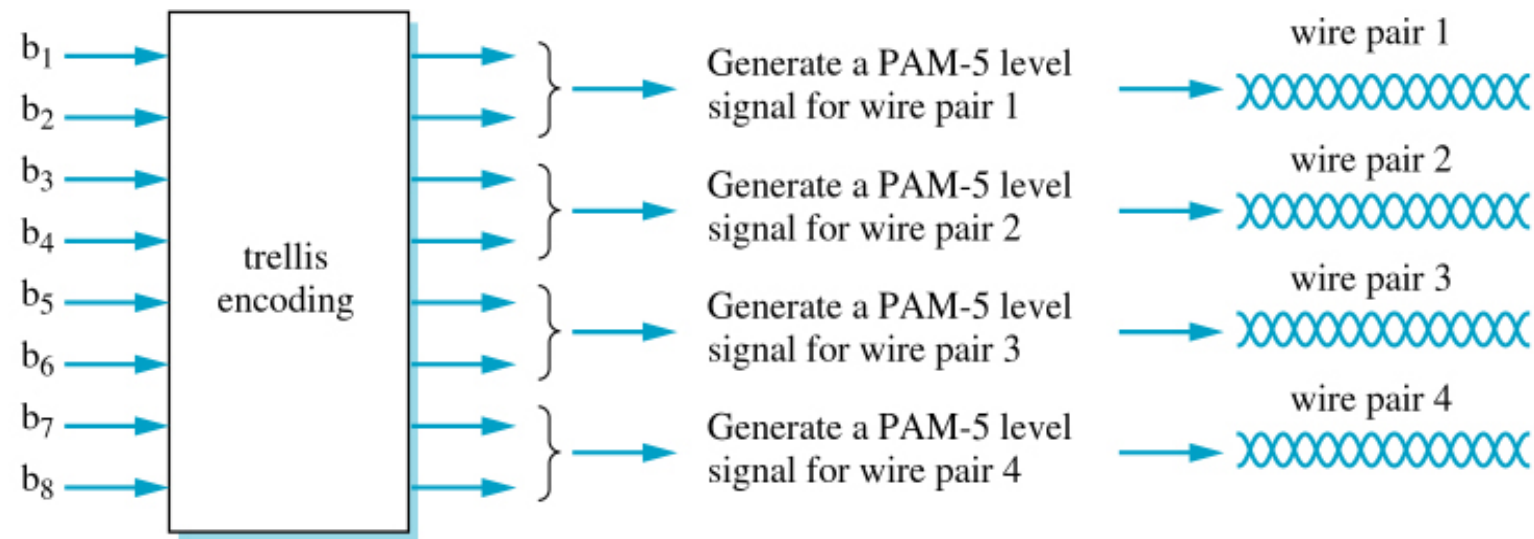 b1
b2
b3
b4
b5
b6
b7
b8
trellis
encoding
Generate a PAM-5 level
signal for wire pair 1
Generate a PAM-5 level
signal for wire pair 2
Generate a PAM-5 level
signal for wire pair 3
Generate a PAM-5 level
signal for wire pair 4
wire pair 1
wire pair 2
wire pair 3
wire pair 4